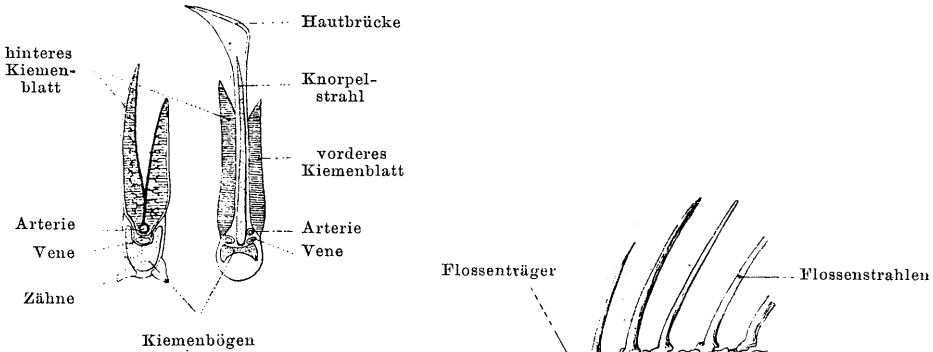 Hautbrücke
hinteres
Kiemen-
blatt
Knorpel-
strahl
vorderes
Kiemenblatt
Arterie
Vene
Zähne
Arterie
Vene
Kiemenbögen
Flossenträger
Flossenstrahlen